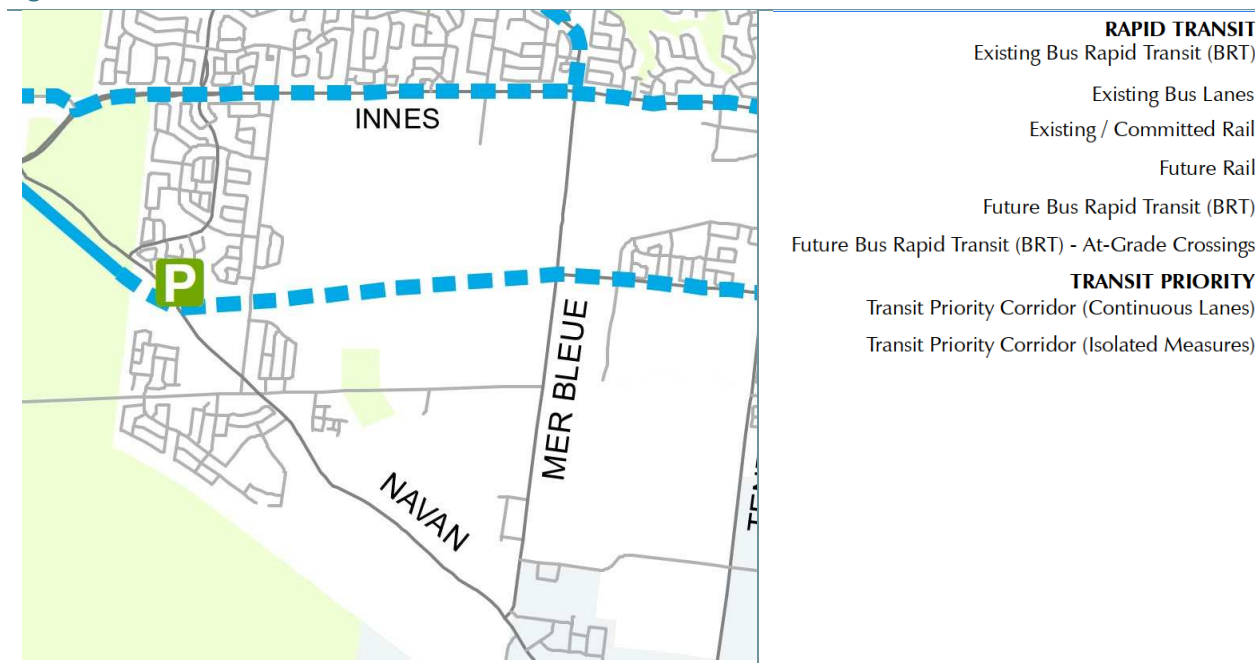 INNES
P
MER BLEUE
NAVAN
RAPID TRANSIT
Existing Bus Rapid Transit (BRT)
Existing Bus Lanes
Existing / Committed Rail
Future Rail
Future Bus Rapid Transit (BRT)
Future Bus Rapid Transit (BRT) - At-Grade Crossings
TRANSIT PRIORITY
Transit Priority Corridor (Continuous Lanes)
Transit Priority Corridor (Isolated Measures)